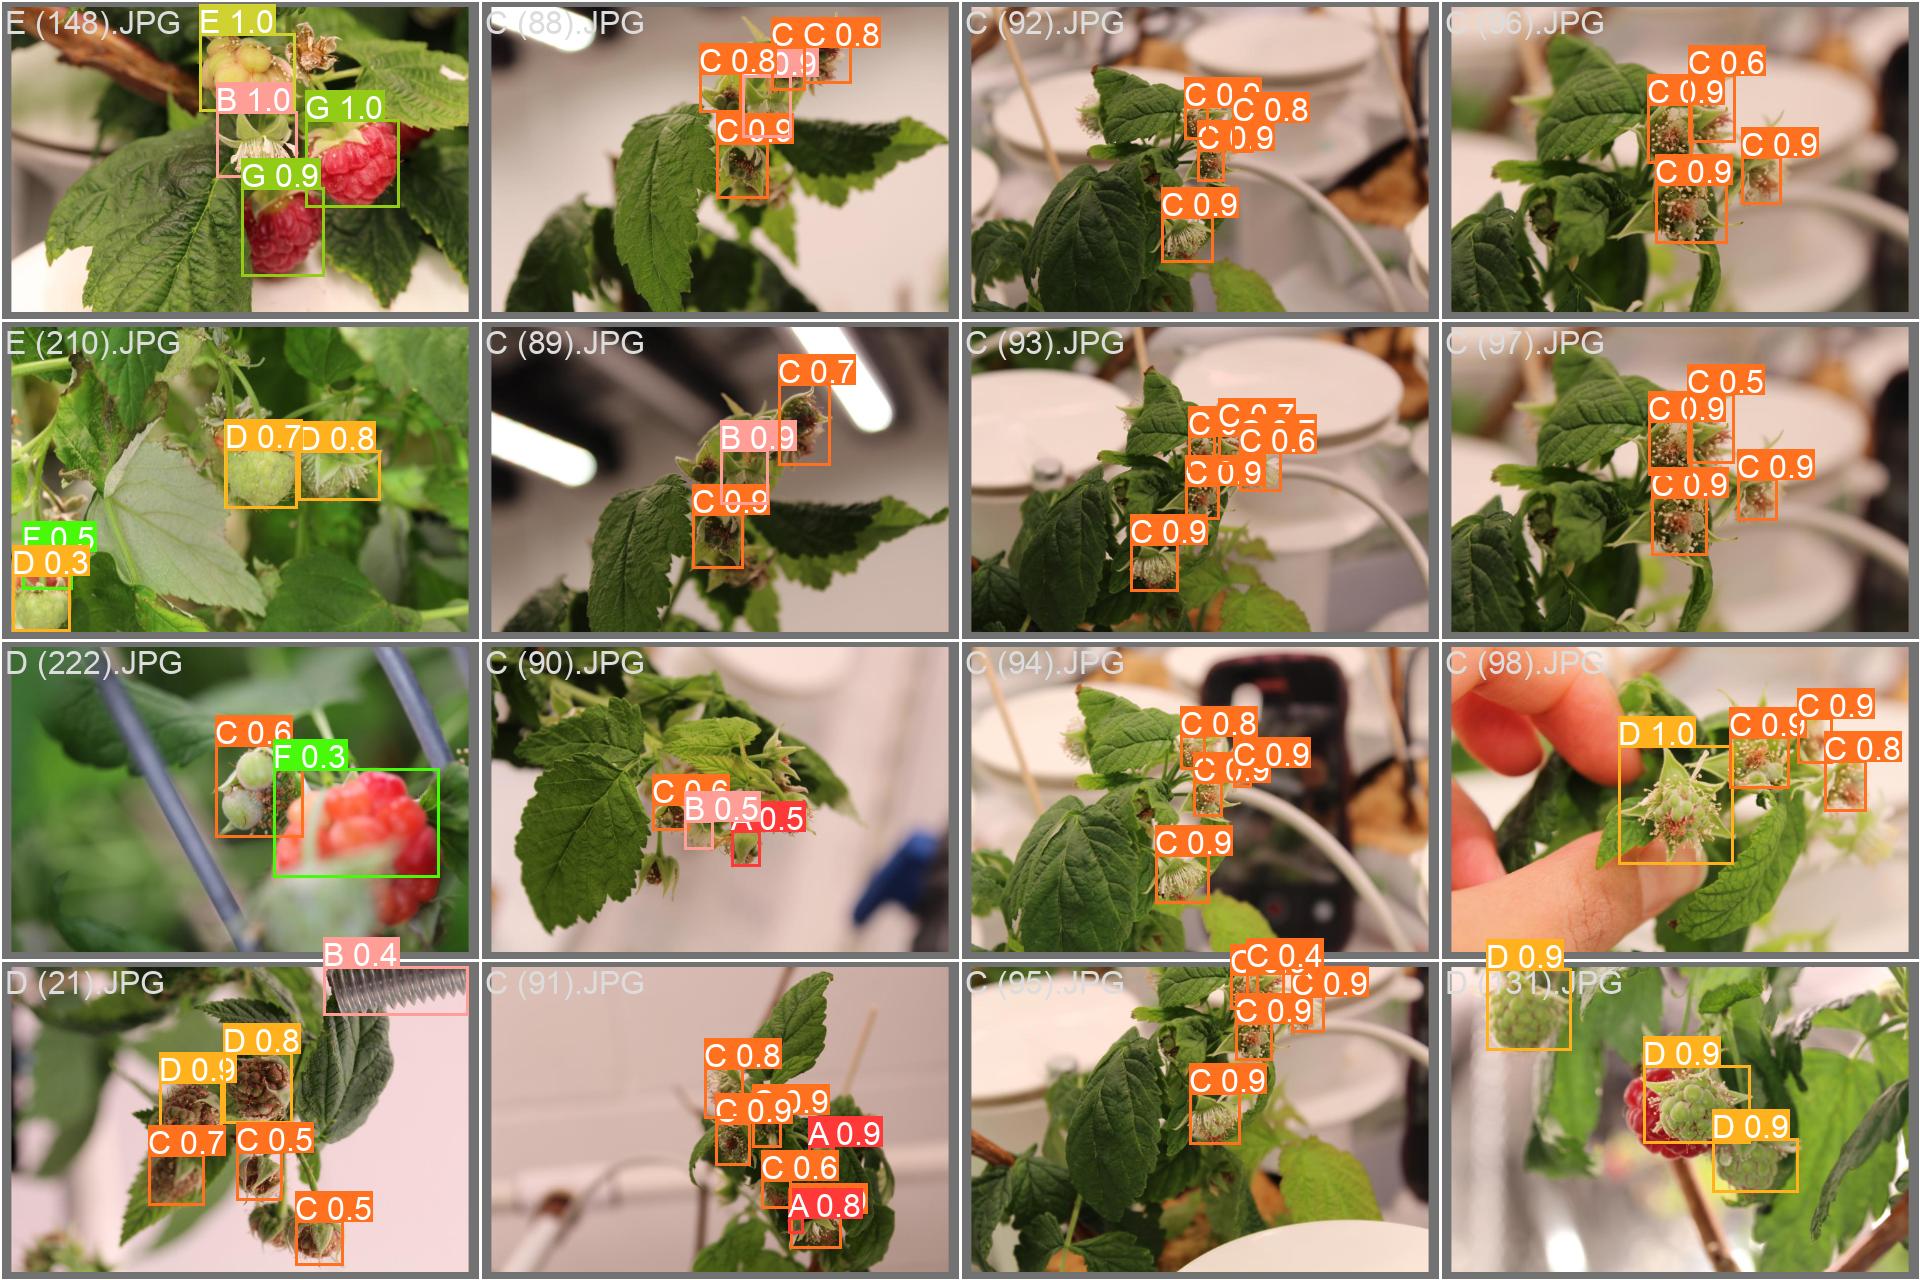 E (148).JPG
E 1.0
B 1.0
G 1.0
G 0.9
C (88).JPG
C C 0.8
C 0.8
0.9
C 0.9
C (92).JPG
C 0.9
C 0.8
C 0.9
C 0.9
C (96).JPG
C 0.6
C 0.9
C 0.9
C 0.9
E (210).JPG
D 0.7
D 0.8
F 0.5
D 0.3
C (89).JPG
C 0.7
B 0.9
C 0.9
C (93).JPG
C
C 0.7
C 0.6
C 0.9
C 0.9
C (97).JPG
C 0.5
C 0.9
C 0.9
C 0.9
D (222).JPG
C 0.6
F 0.3
C (90).JPG
C 0.6
B 0.5
A 0.5
C (94).JPG
C 0.8
C 0.9
C 0.9
C 0.9
C (98).JPG
C 0.9
D 1.0
C 0.9
C 0.8
D (21).JPG
B 0.4
D 0.8
D 0.9
C 0.7
C 0.5
C 0.5
C (91).JPG
C 0.8
C 0.9
0.9
A 0.9
C 0.6
A 0.8
C (95).JPG
C 0.4
C 0.9
C 0.9
C 0.9
D (131).JPG
D 0.9
D 0.9
D 0.9